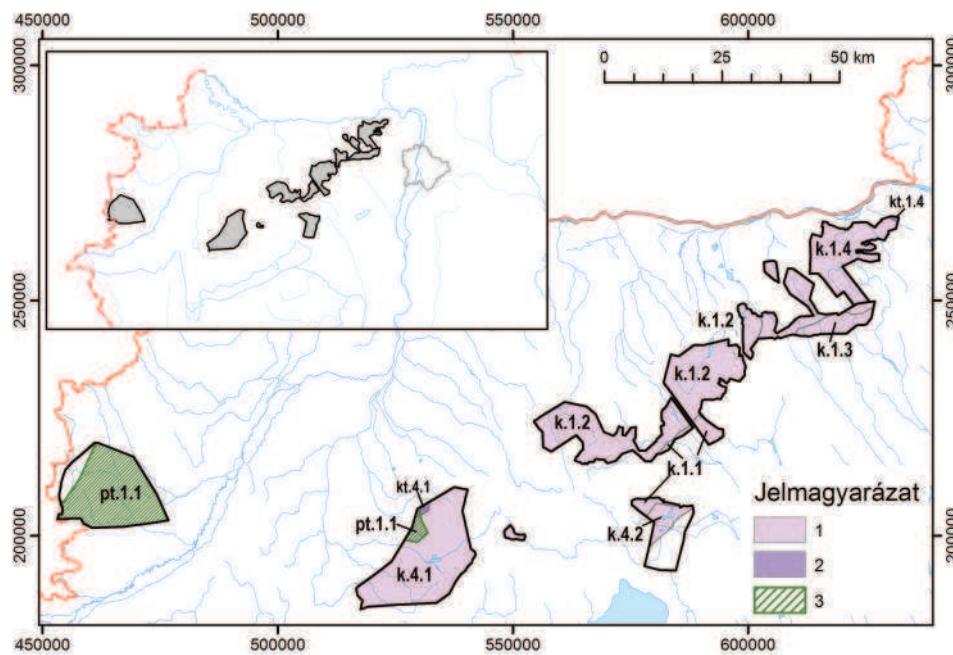 450000 500000 550000 600000
300000 300000
0 25 50 km
kt.1.4
k.1.4
250000 250000
k.1.2
k.1.3
k.1.2
k.1.2
k.1.1
pt.1.1
kt.4.1
pt.1.1
k.4.2
k.4.1
200000 200000
Jelmagyarázat
1
2
3
450000 500000 550000 600000